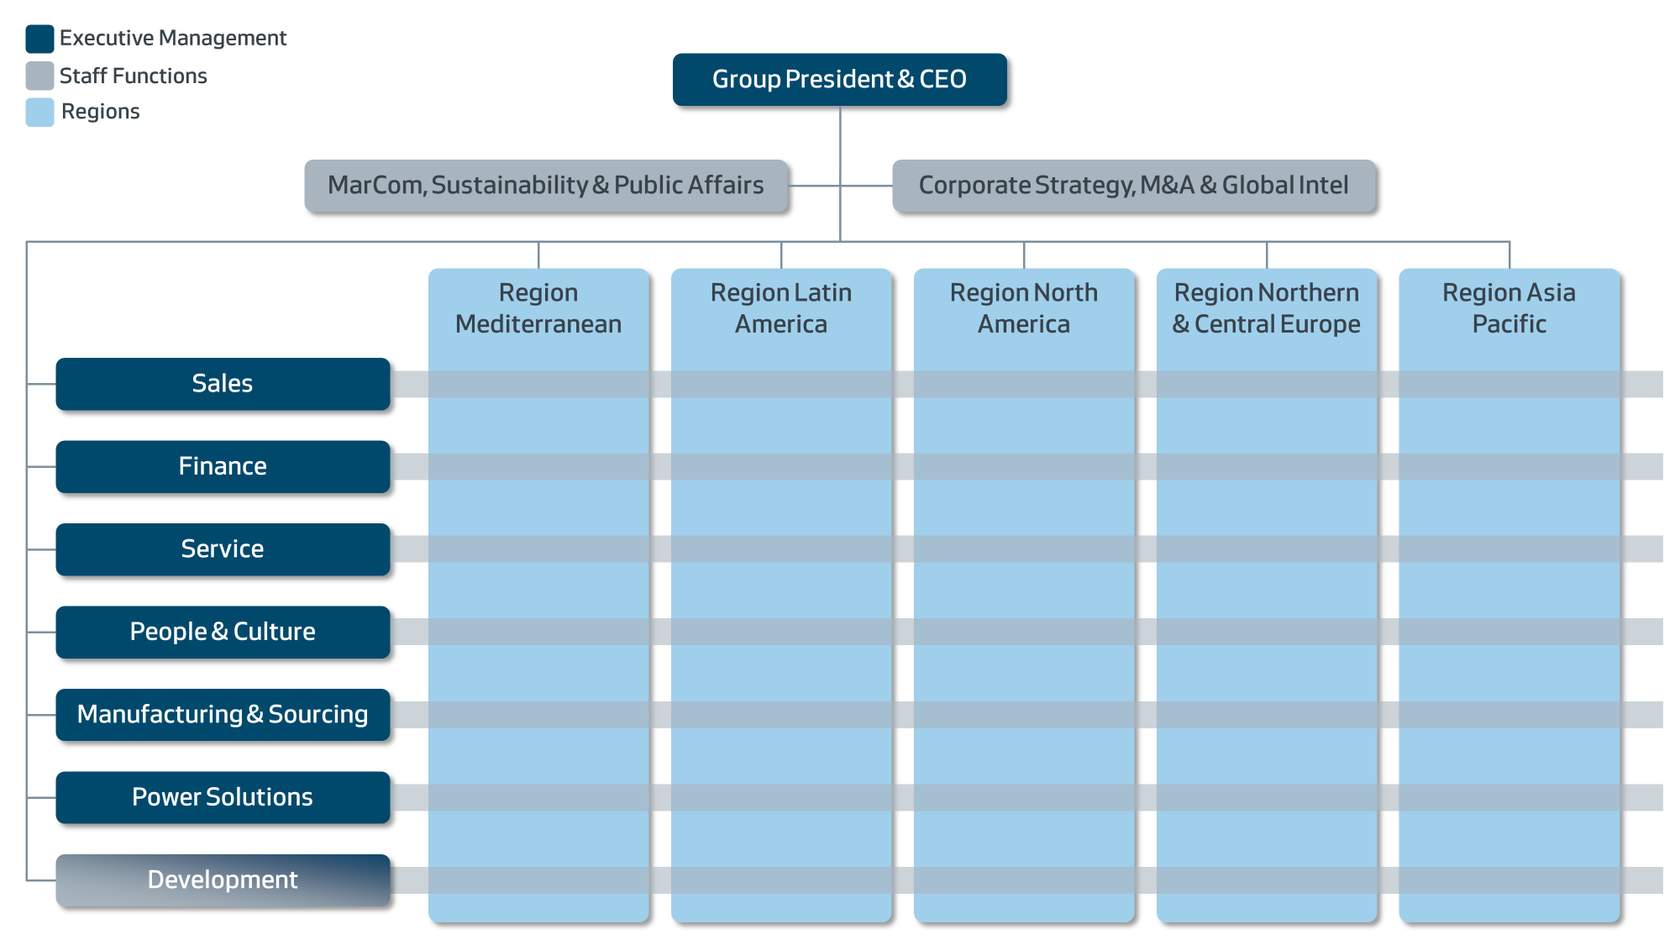 Executive Management
Staff Functions
Regions
Group President & CEO
MarCom, Sustainability & Public Affairs
Corporate Strategy, M&A & Global Intel
Region
Mediterranean
Region Latin
America
Region North
America
Region Northern
& Central Europe
Region Asia
Pacific
Sales
Finance
Service
People & Culture
Manufacturing & Sourcing
Power Solutions
Development